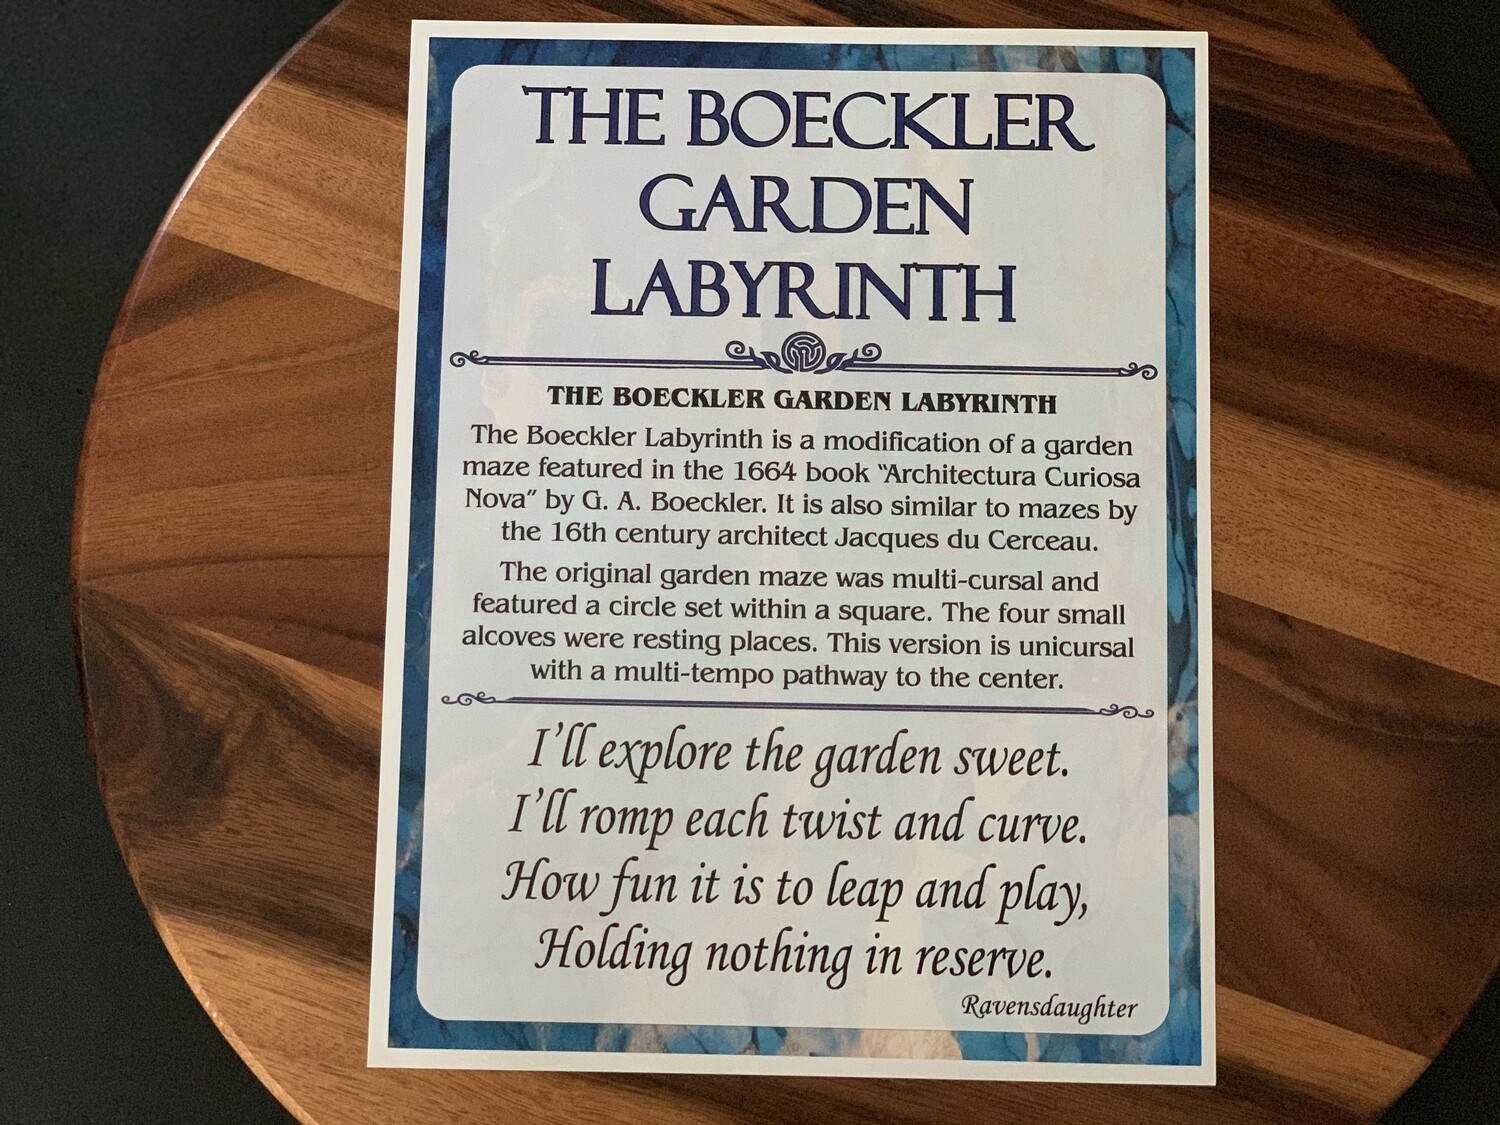 THE BOECKLER
GARDEN
LABYRINTH
THE BOECKLER GARDEN LABYRINTH
The Boeckler Labyrinth is a modification of a garden
maze featured in the 1664 book “Architectura Curiosa
Nova” by G. A. Boeckler. It is also similar to mazes by
the 16th century architect Jacques du Cerceau.
The original garden maze was multi-cursal and
featured a circle set within a square. The four small
alcoves were resting places. This version is unicursal
with a multi-tempo pathway to the center.
I’ll explore the garden sweet.
I’ll romp each twist and curve.
How fun it is to leap and play,
Holding nothing in reserve.
Ravensdaughter